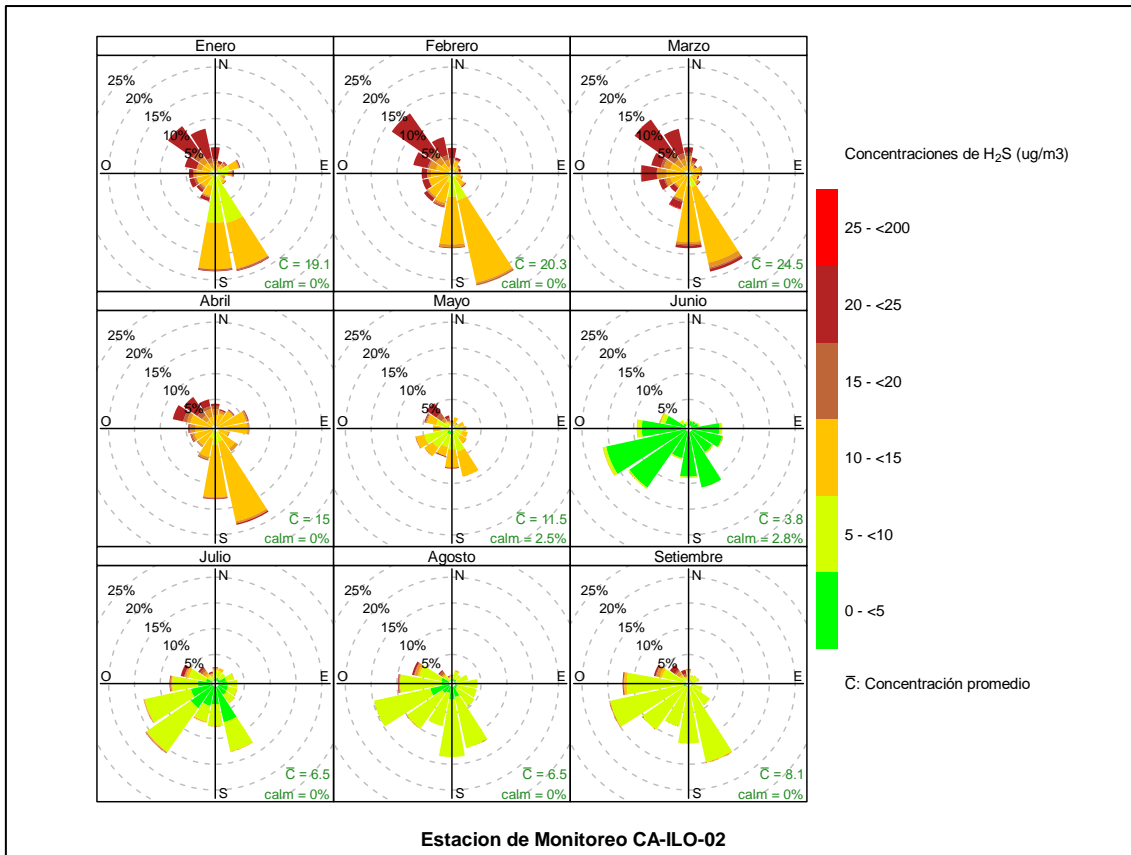 Enero
N
25%
20%
15%
10%
5%
O
E
S
C̅ = 19.1
calm = 0%
Febrero
N
25%
20%
15%
10%
5%
O
E
S
C̅ = 20.3
calm = 0%
Marzo
N
25%
20%
15%
10%
5%
O
E
S
C̅ = 24.5
calm = 0%
Abril
N
25%
20%
15%
10%
5%
O
E
S
C̅ = 15
calm = 0%
Mayo
N
25%
20%
15%
10%
5%
O
E
S
C̅ = 11.5
calm = 2.5%
Junio
N
25%
20%
15%
10%
5%
O
E
S
C̅ = 3.8
calm = 2.8%
Julio
N
25%
20%
15%
10%
5%
O
E
S
C̅ = 6.5
calm = 0%
Agosto
N
25%
20%
15%
10%
5%
O
E
S
C̅ = 6.5
calm = 0%
Setiembre
N
25%
20%
15%
10%
5%
O
E
S
C̅ = 8.1
calm = 0%
Concentraciones de H₂S (ug/m3)
25 - <200
20 - <25
15 - <20
10 - <15
5 - <10
0 - <5
C̅: Concentración promedio
Estacion de Monitoreo CA-ILO-02